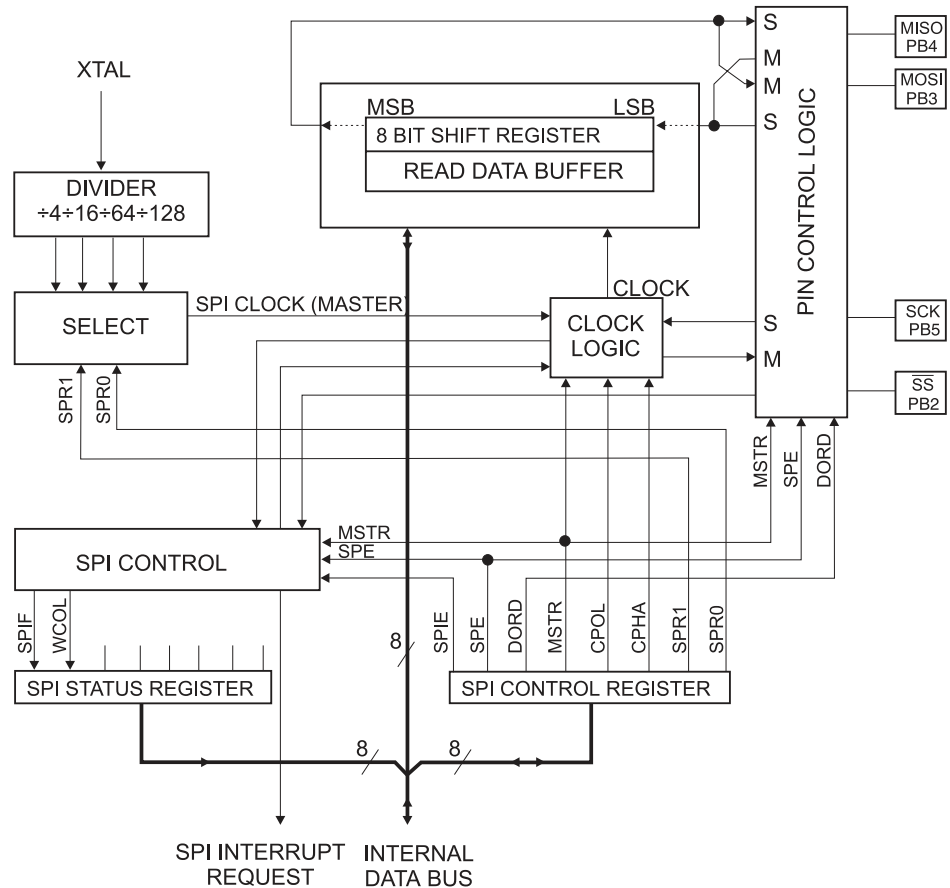 XTAL
DIVIDER
÷4÷16÷64÷128
SELECT
SPR1
SPR0
SPI CLOCK (MASTER)
MSB
LSB
8 BIT SHIFT REGISTER
READ DATA BUFFER
CLOCK
CLOCK
LOGIC
S
M
M
S
S
M
PIN CONTROL LOGIC
MISO
PB4
MOSI
PB3
SCK
PB5
SS
PB2
MSTR
SPE
DORD
SPI CONTROL
MSTR
SPE
SPIF
WCOL
SPI STATUS REGISTER
8
SPIE
SPE
DORD
MSTR
CPOL
CPHA
SPR1
SPR0
SPI CONTROL REGISTER
8
8
SPI INTERRUPT
REQUEST
INTERNAL
DATA BUS